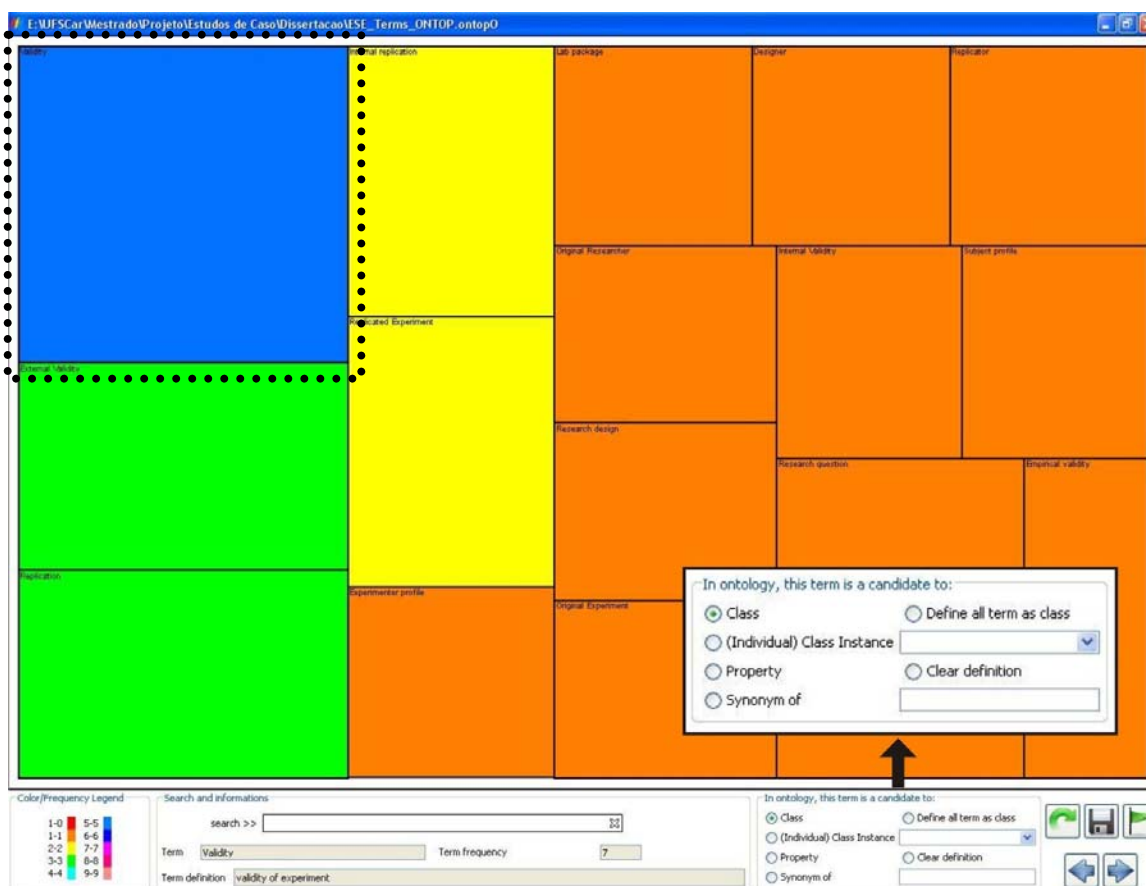 E:\UFSCar\Mestrado\Projeto\Estudos de Caso\Dissertacao\ESE_Terms_ONTOP.ontopO
Validity
Internal replication
Lab package
Designer
Replicator
Original Researcher
Internal Validity
Subject profile
Replicated Experiment
External Validity
Research design
Research question
Empirical validity
Replication
Experimenter profile
Original Experiment
In ontology, this term is a candidate to:
Class
Define all term as class
(Individual) Class Instance
Property
Clear definition
Synonym of
Color/Frequency Legend
1-0 5-5
1-1 6-6
2-2 7-7
3-3 8-8
4-4 9-9
Search and informations
search >>
Term Validity Term frequency 7
Term definition validity of experiment
In ontology, this term is a candidate to:
Class
Define all term as class
(Individual) Class Instance
Property
Clear definition
Synonym of